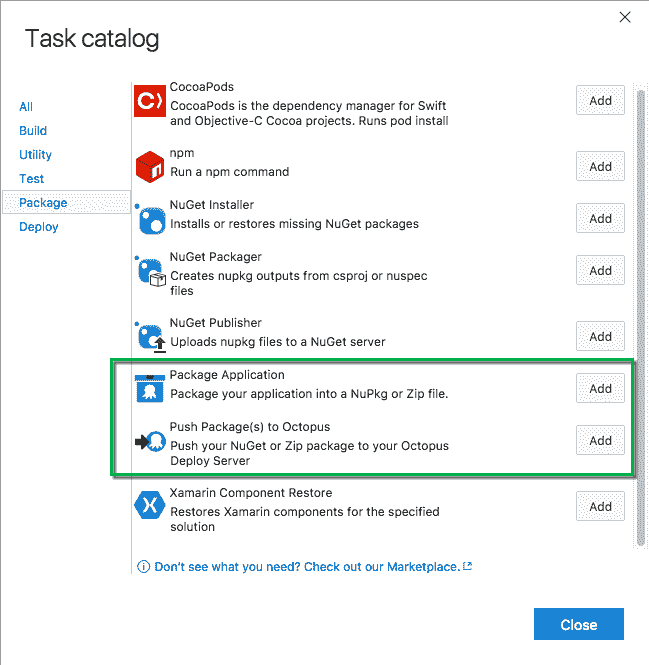 Task catalog
All
Build
Utility
Test
Package
Deploy
CocoaPods
CocoaPods is the dependency manager for Swift
and Objective-C Cocoa projects. Runs pod install
Add
npm
Run a npm command
Add
NuGet Installer
Installs or restores missing NuGet packages
Add
NuGet Packager
Creates nupkg outputs from csproj or nuspec
files
Add
NuGet Publisher
Uploads nupkg files to a NuGet server
Add
Package Application
Package your application into a NuPkg or Zip file.
Add
Push Package(s) to Octopus
Push your NuGet or Zip package to your Octopus
Deploy Server
Add
Xamarin Component Restore
Restores Xamarin components for the specified
solution
Add
Don't see what you need? Check out our Marketplace.
Close